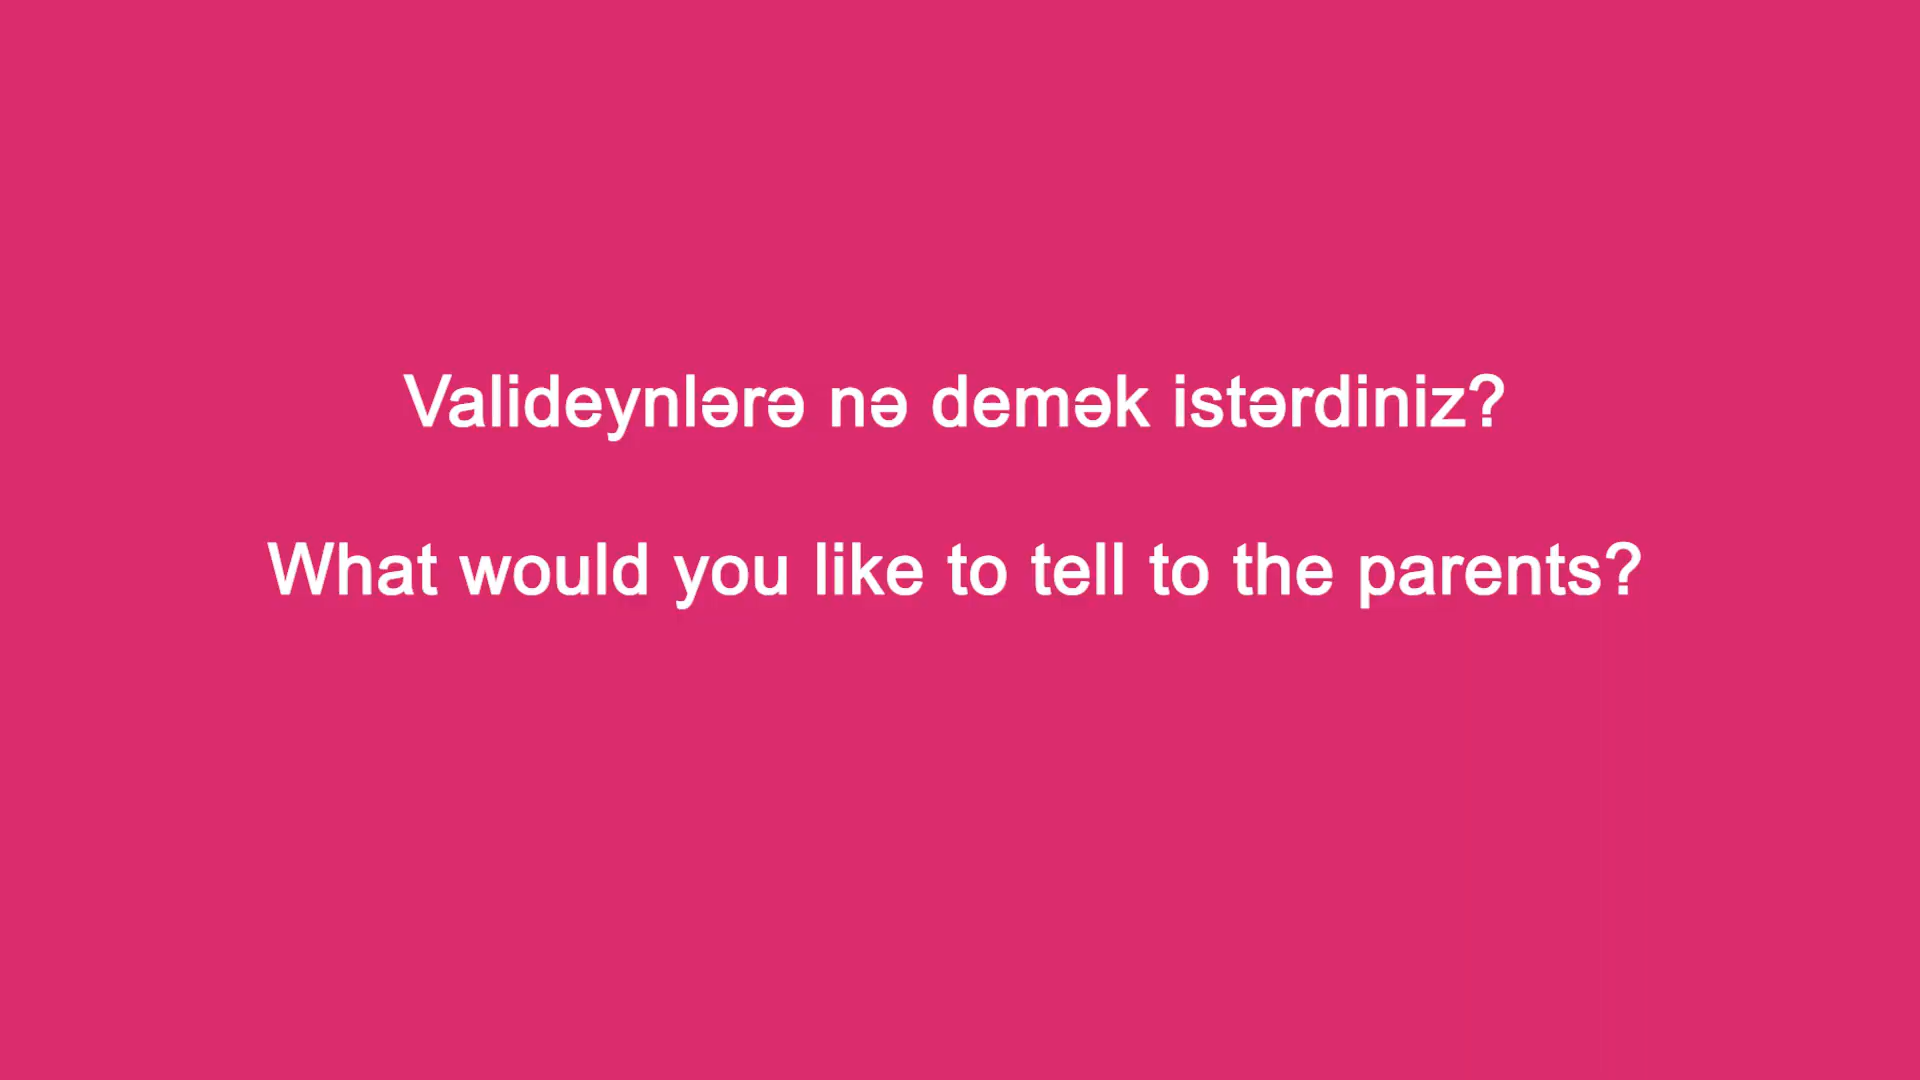 Valideynlərə nə demək istərdiniz?
What would you like to tell to the parents?